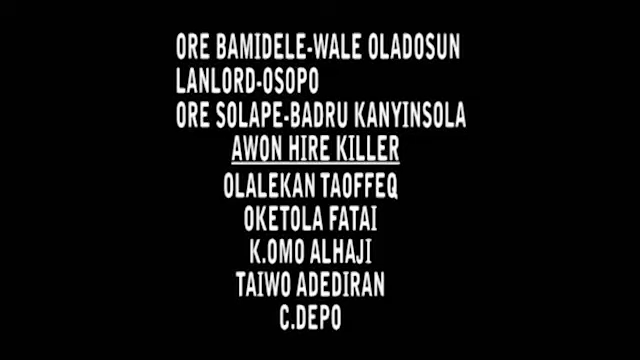 ORE BAMIDELE-WALE OLADOSUN
LANLORD-OSOPO
ORE SOLAPE-BADRU KANYINSOLA
AWON HIRE KILLER
OLALEKAN TAOFFEQ
OKETOLA FATAI
K.OMO ALHAJI
TAIWO ADEDIRAN
C.DEPO